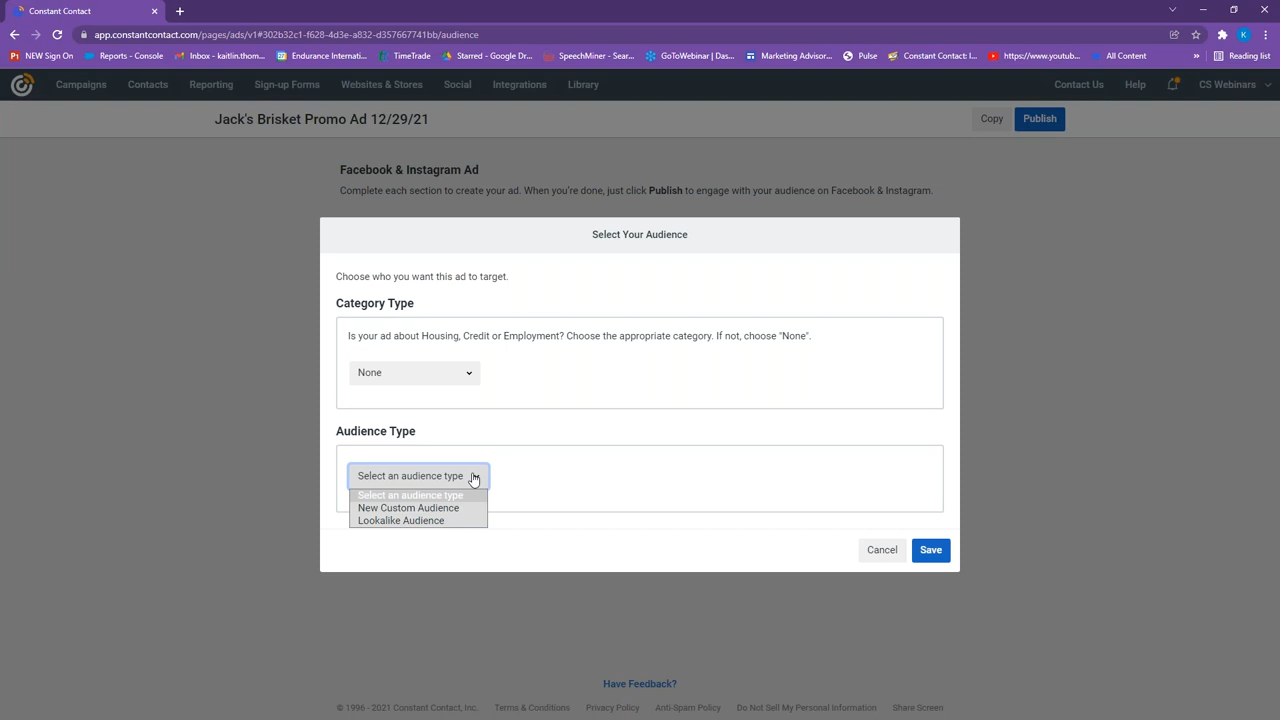 Constant Contact
app.constantcontact.com/pages/ads/v1#302b32c1-f628-4d3e-a832-d357667741bb/audience
NEW Sign On
Reports - Console
Inbox - kaitlin.thom...
Endurance Internati...
TimeTrade
Starred - Google Dr...
SpeechMiner - Sear...
GoToWebinar | Das...
Marketing Advisor...
Pulse
Constant Contact: I...
https://www.youtub...
All Content
»
Reading list
K
Campaigns
Contacts
Reporting
Sign-up Forms
Websites & Stores
Social
Integrations
Library
Contact Us
Help
CS Webinars
Jack's Brisket Promo Ad 12/29/21
Copy
Publish
Facebook & Instagram Ad
Complete each section to create your ad. When you're done, just click Publish to engage with your audience on Facebook & Instagram.
Select Your Audience
Choose who you want this ad to target.
Category Type
Is your ad about Housing, Credit or Employment? Choose the appropriate category. If not, choose "None".
None
Audience Type
Select an audience type
Select an audience type
New Custom Audience
Lookalike Audience
Cancel
Save
Have Feedback?
© 1996 - 2021 Constant Contact, Inc.
Terms & Conditions
Privacy Policy
Anti-Spam Policy
Do Not Sell My Personal Information
Share Screen